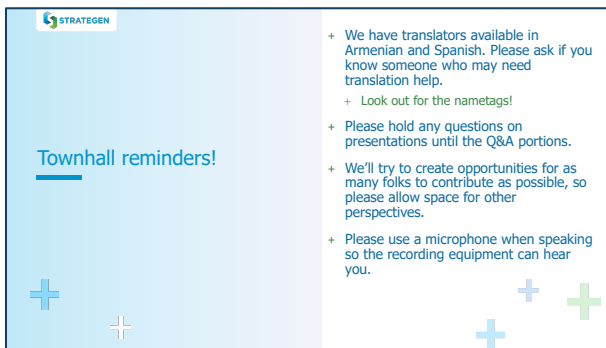 STRATEGEN
Townhall reminders!
+ We have translators available in
Armenian and Spanish. Please ask if you
know someone who may need
translation help.
+ Look out for the nametags!
+ Please hold any questions on
presentations until the Q&A portions.
+ We'll try to create opportunities for as
many folks to contribute as possible, so
please allow space for other
perspectives.
+ Please use a microphone when speaking
so the recording equipment can hear
you.